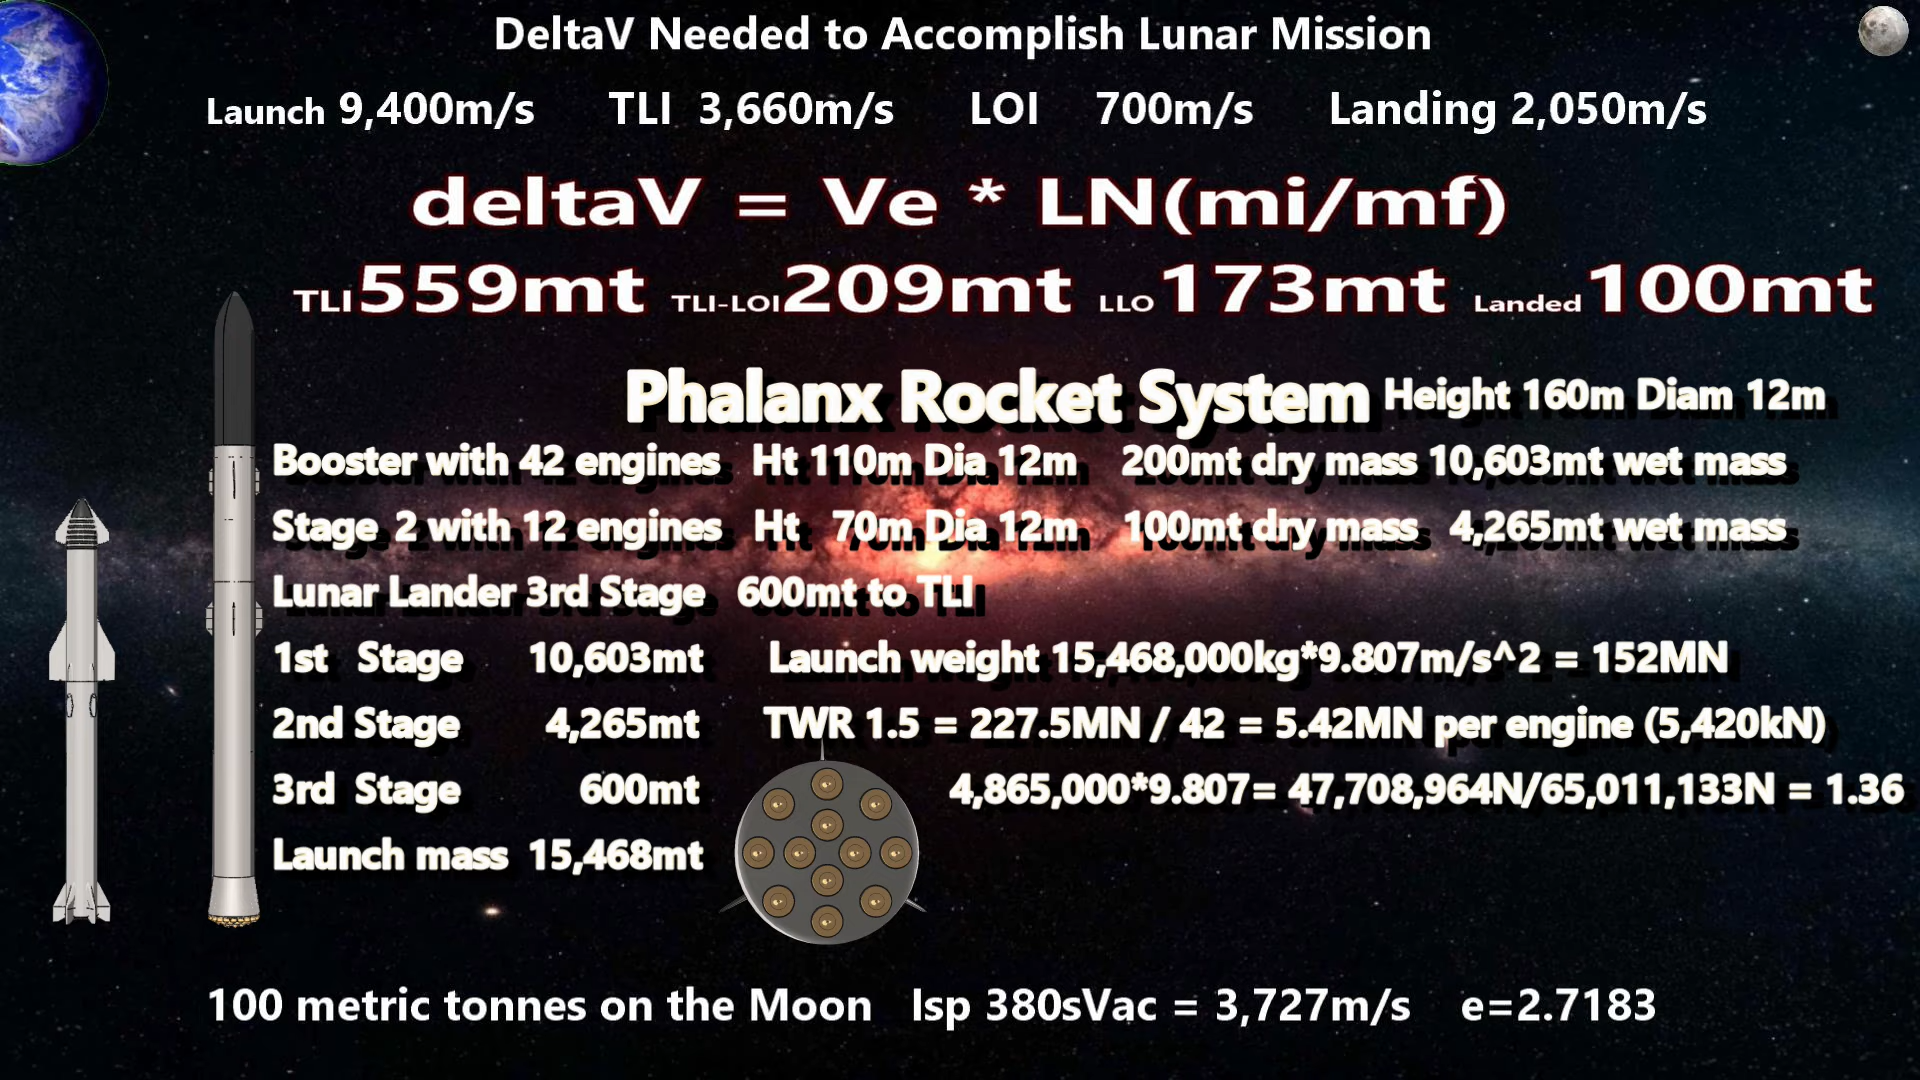 DeltaV Needed to Accomplish Lunar Mission
Launch 9,400m/s TLI 3,660m/s LOI 700m/s Landing 2,050m/s
deltaV = Ve * LN(mi/mf)
TLI 559mt TLI-LOI 209mt LLO 173mt Landed 100mt
Phalanx Rocket System Height 160m Diam 12m
Booster with 42 engines Ht 110m Dia 12m 200mt dry mass 10,603mt wet mass
Stage 2 with 12 engines Ht 70m Dia 12m 100mt dry mass 4,265mt wet mass
Lunar Lander 3rd Stage 600mt to TLI
1st Stage 10,603mt Launch weight 15,468,000kg*9.807m/s^2 = 152MN
2nd Stage 4,265mt TWR 1.5 = 227.5MN / 42 = 5.42MN per engine (5,420kN)
3rd Stage 600mt 4,865,000*9.807= 47,708,964N/65,011,133N = 1.36
Launch mass 15,468mt
100 metric tonnes on the Moon Isp 380sVac = 3,727m/s e=2.7183